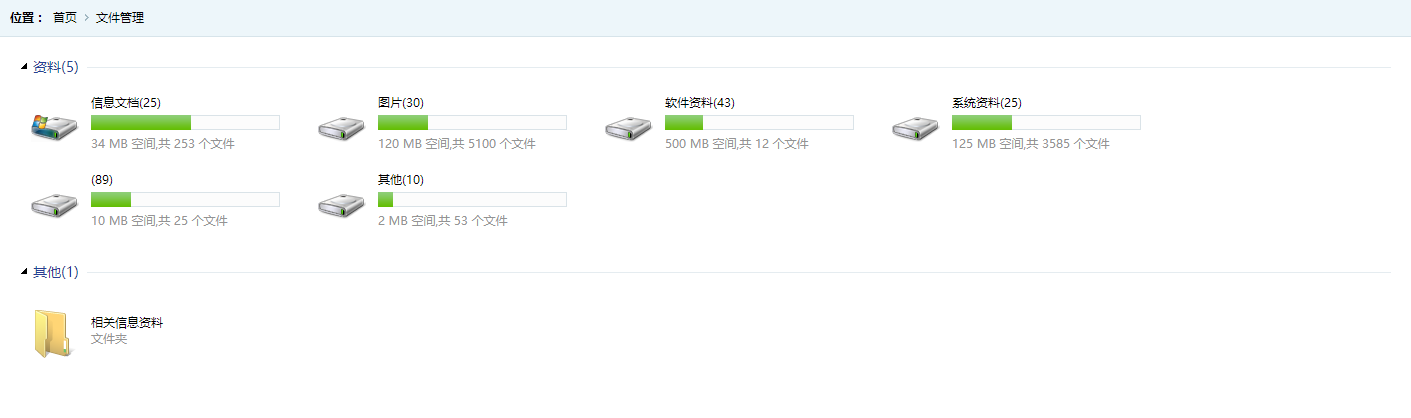 位置： 首页 › 文件管理
资料(5)
信息文档(25)
34 MB 空间,共 253 个文件
图片(30)
120 MB 空间,共 5100 个文件
软件资料(43)
500 MB 空间,共 12 个文件
系统资料(25)
125 MB 空间,共 3585 个文件
(89)
10 MB 空间,共 25 个文件
其他(10)
2 MB 空间,共 53 个文件
其他(1)
相关信息资料
文件夹